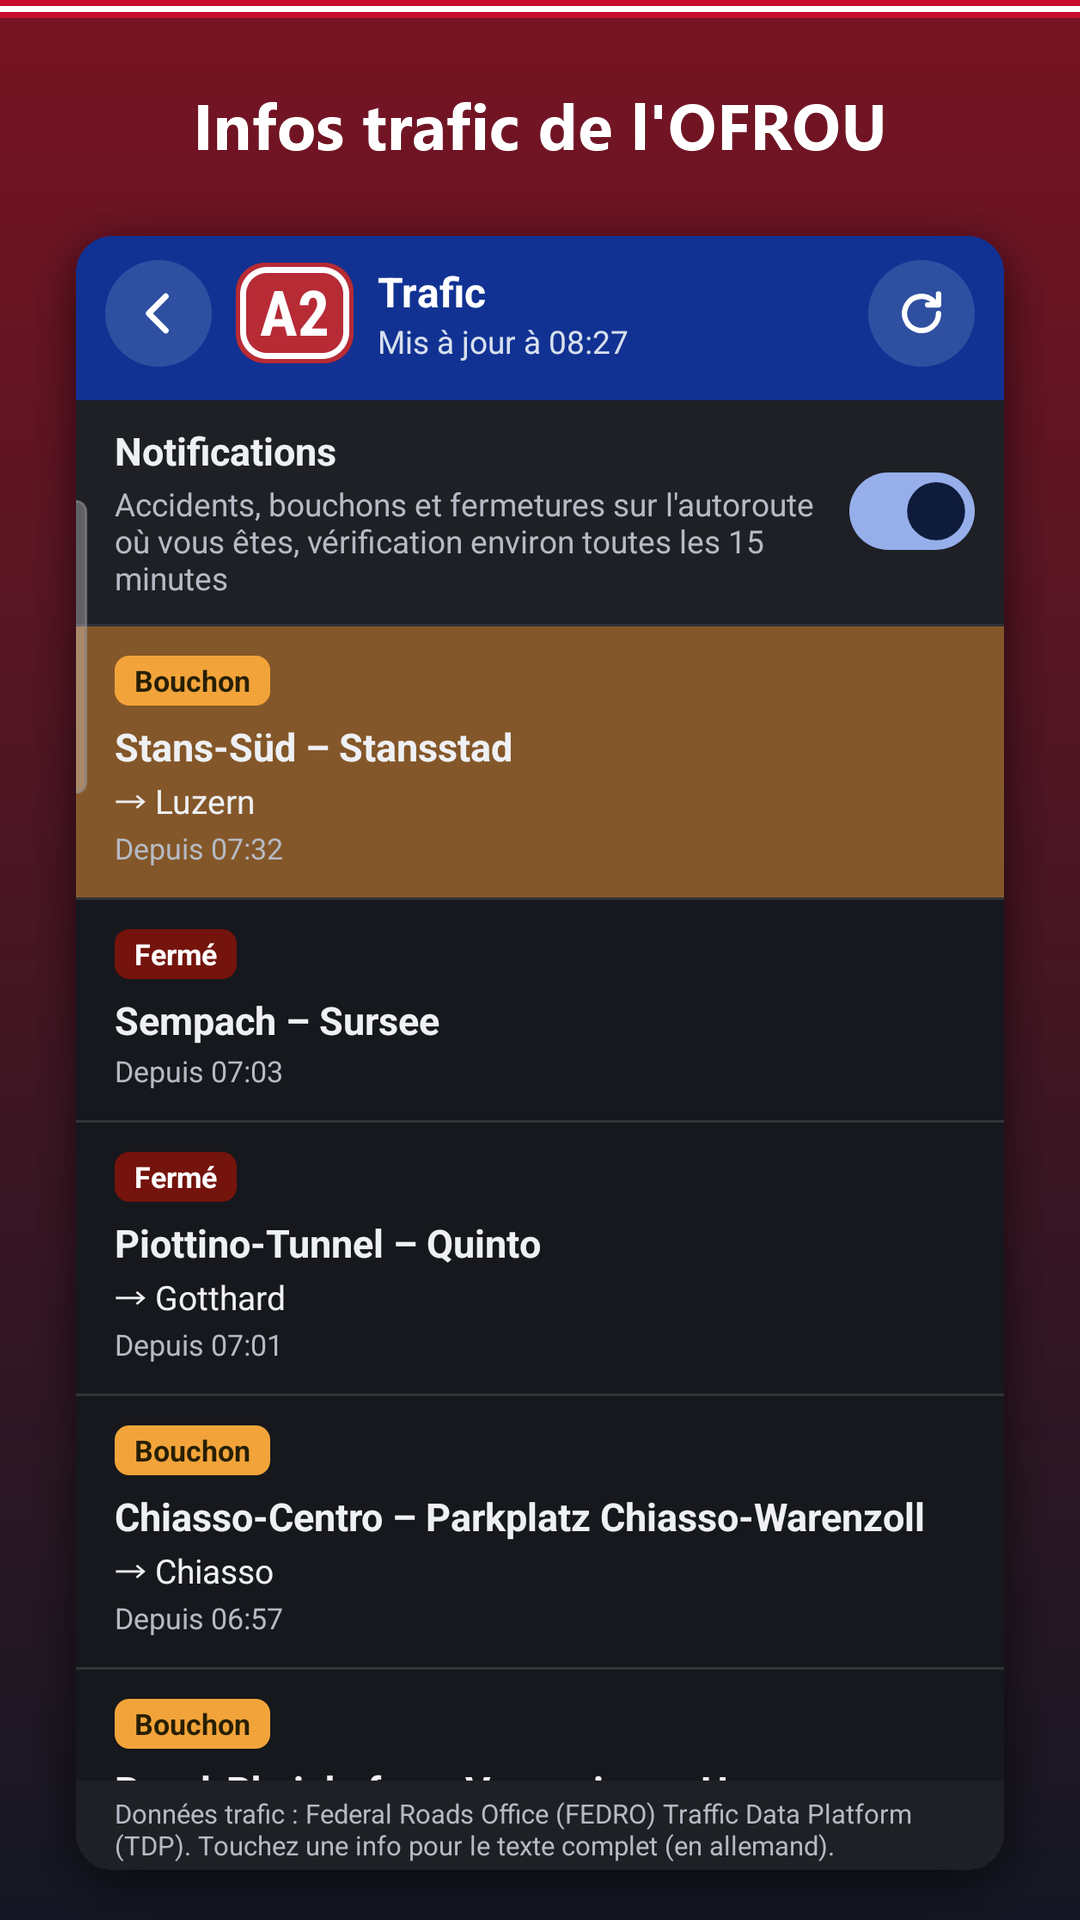 Infos trafic de l'OFROU
A2
Trafic
Mis à jour à 08:27
Notifications
Accidents, bouchons et fermetures sur l'autoroute
où vous êtes, vérification environ toutes les 15
minutes
Bouchon
Stans-Süd – Stansstad
→ Luzern
Depuis 07:32
Fermé
Sempach – Sursee
Depuis 07:03
Fermé
Piottino-Tunnel – Quinto
→ Gotthard
Depuis 07:01
Bouchon
Chiasso-Centro – Parkplatz Chiasso-Warenzoll
→ Chiasso
Depuis 06:57
Bouchon
Données trafic : Federal Roads Office (FEDRO) Traffic Data Platform
(TDP). Touchez une info pour le texte complet (en allemand).